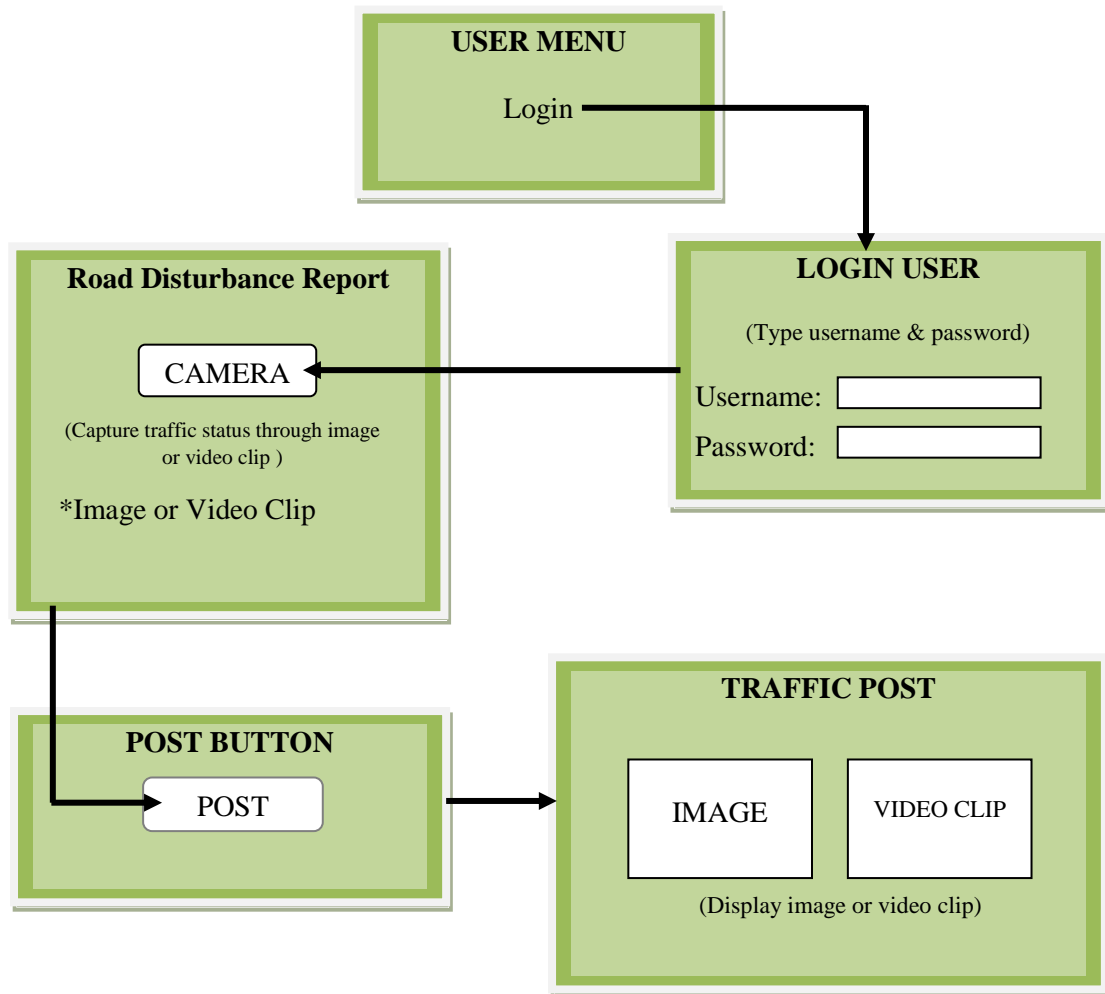 USER MENU
Login
LOGIN USER
(Type username & password)
Username:
Password:
Road Disturbance Report
CAMERA
(Capture traffic status through image
or video clip )
*Image or Video Clip
POST BUTTON
POST
TRAFFIC POST
IMAGE
VIDEO CLIP
(Display image or video clip)